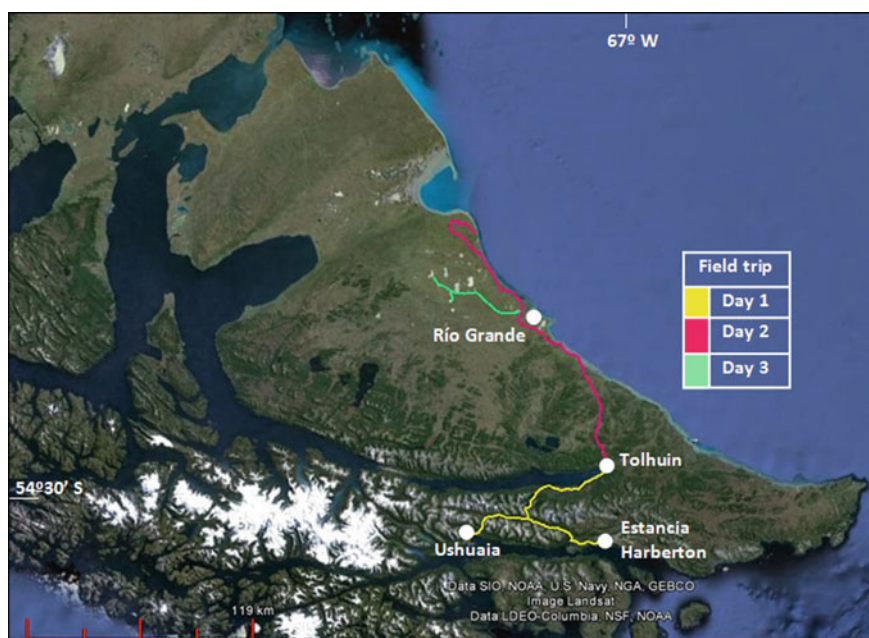 67º W
Field trip
Day 1
Day 2
Day 3
Río Grande
Tolhuin
54º30' S
Estancia
Harberton
Ushuaia
Data SIO, NOAA, U.S. Navy, NGA, GEBCO
Image Landsat
Data LDEO-Columbia, NSF, NOAA
119 km